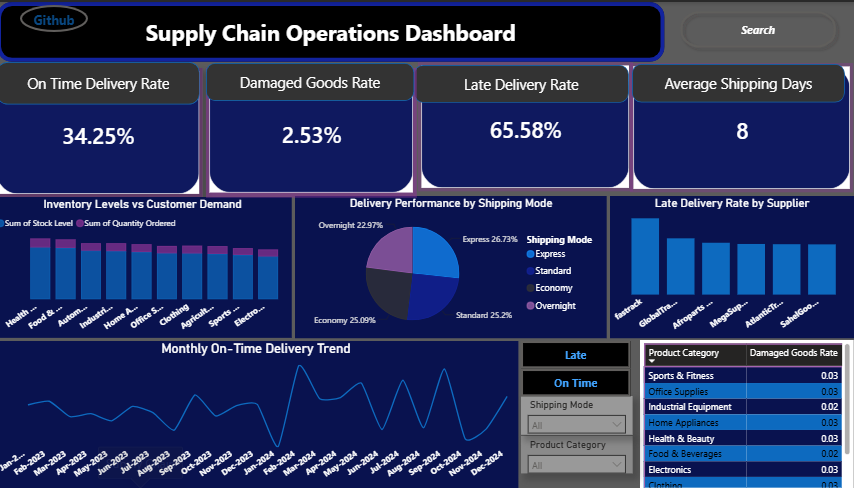 Github
Supply Chain Operations Dashboard
Search
On Time Delivery Rate
34.25%
Damaged Goods Rate
2.53%
Late Delivery Rate
65.58%
Average Shipping Days
8
Inventory Levels vs Customer Demand
Sum of Stock Level Sum of Quantity Ordered
Health ...
Food & ...
Autom...
Industri...
Home A...
Office S...
Clothing
Agricult...
Sports ...
Electro...
Delivery Performance by Shipping Mode
Overnight 22.97%
Express 26.73%
Economy 25.09%
Standard 25.2%
Shipping Mode
Express
Standard
Economy
Overnight
Late Delivery Rate by Supplier
fastrack
GlobalTra...
Afroparts ...
MegaSup...
AtlanticTr...
SahelGoo...
Monthly On-Time Delivery Trend
Jan-2...
Feb-2023
Mar-2023
Apr-2023
May-2023
Jun-2023
Jul-2023
Aug-2023
Sep-2023
Oct-2023
Nov-2023
Dec-2023
Jan-2024
Feb-2024
Mar-2024
Apr-2024
May-2024
Jun-2024
Jul-2024
Aug-2024
Sep-2024
Oct-2024
Nov-2024
Dec-2024
Late
On Time
Shipping Mode
All
Product Category
All
Product Category Damaged Goods Rate
Sports & Fitness 0.03
Office Supplies 0.03
Industrial Equipment 0.02
Home Appliances 0.03
Health & Beauty 0.03
Food & Beverages 0.02
Electronics 0.03
Clothing 0.03